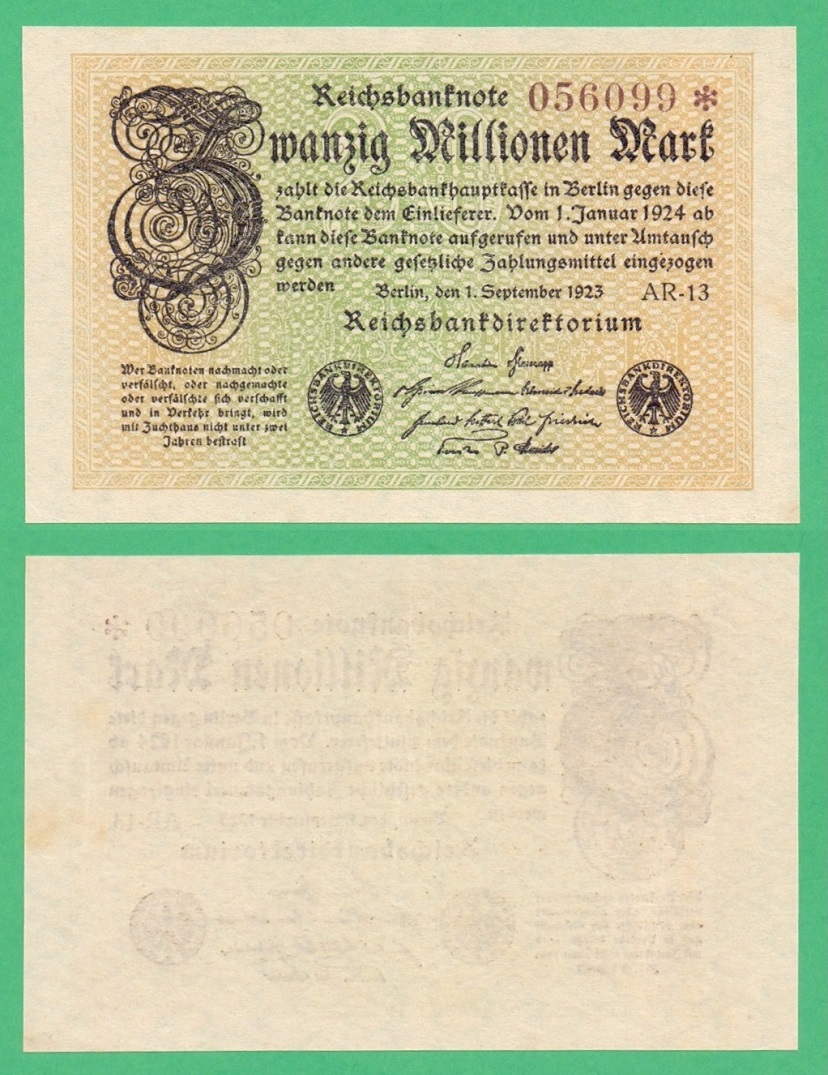 Reichsbanknote 056099 *
Zwanzig Millionen Mark
zahlt die Reichsbankhauptkasse in Berlin gegen diese
Banknote dem Einlieferer. Vom 1. Januar 1924 ab
kann diese Banknote aufgerufen und unter Umtausch
gegen andere gesetzliche Zahlungsmittel eingezogen
werden
Berlin, den 1. September 1923 AR-13
Reichsbankdirektorium
Wer Banknoten nachmacht oder
verfälscht, oder nachgemachte
oder verfälschte sich verschafft
und in Verkehr bringt, wird
mit Zuchthaus nicht unter zwei
Jahren bestraft
REICHSBANKDIREKTORIUM
REICHSBANKDIREKTORIUM